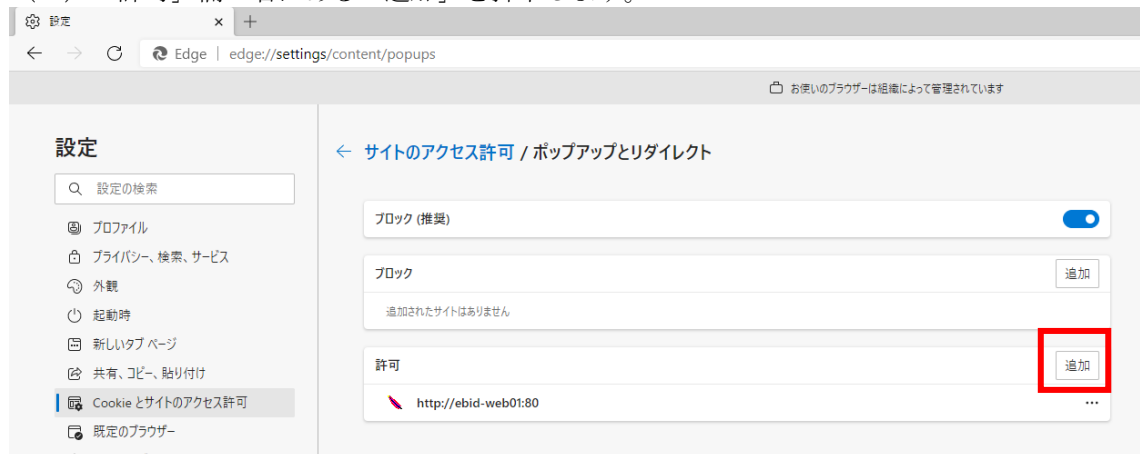 設定
Edge | edge://settings/content/popups
お使いのブラウザーは組織によって管理されています
設定
設定の検索
プロファイル
プライバシー、検索、サービス
外観
起動時
新しいタブ ページ
共有、コピー、貼り付け
Cookie とサイトのアクセス許可
既定のブラウザー
サイトのアクセス許可 / ポップアップとリダイレクト
ブロック (推奨)
ブロック
追加
追加されたサイトはありません
許可
追加
http://ebid-web01:80